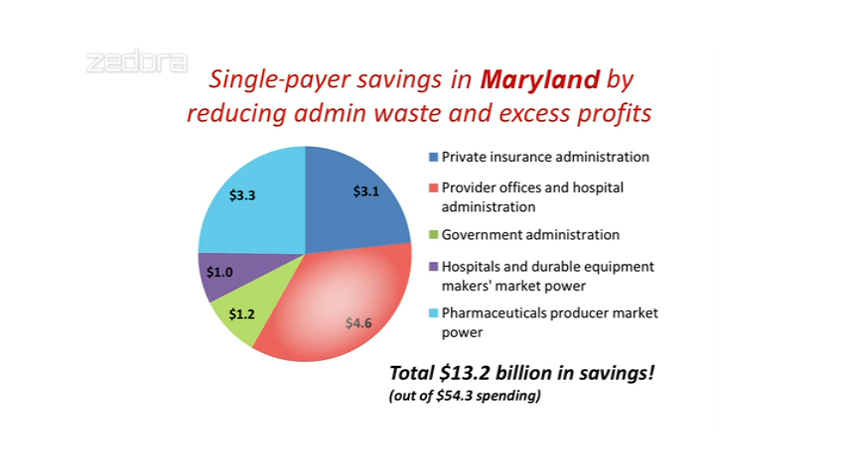 zedora
Single-payer savings in Maryland by
reducing admin waste and excess profits
$3.3
$3.1
$1.0
$1.2
$4.6
Private insurance administration
Provider offices and hospital
administration
Government administration
Hospitals and durable equipment
makers' market power
Pharmaceuticals producer market
power
Total $13.2 billion in savings!
(out of $54.3 spending)